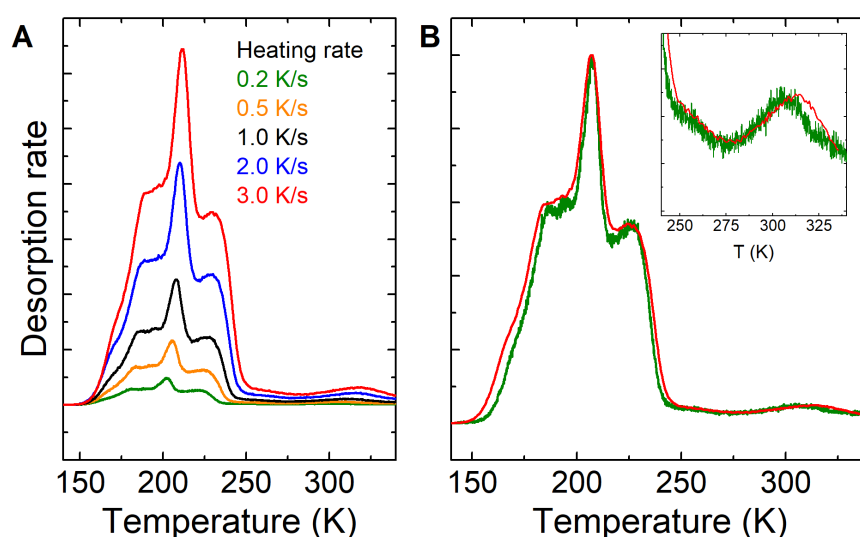 A
Heating rate
0.2 K/s
0.5 K/s
1.0 K/s
2.0 K/s
3.0 K/s
Desorption rate
150 200 250 300
Temperature (K)
B
250 275 300 325
T (K)
150 200 250 300
Temperature (K)